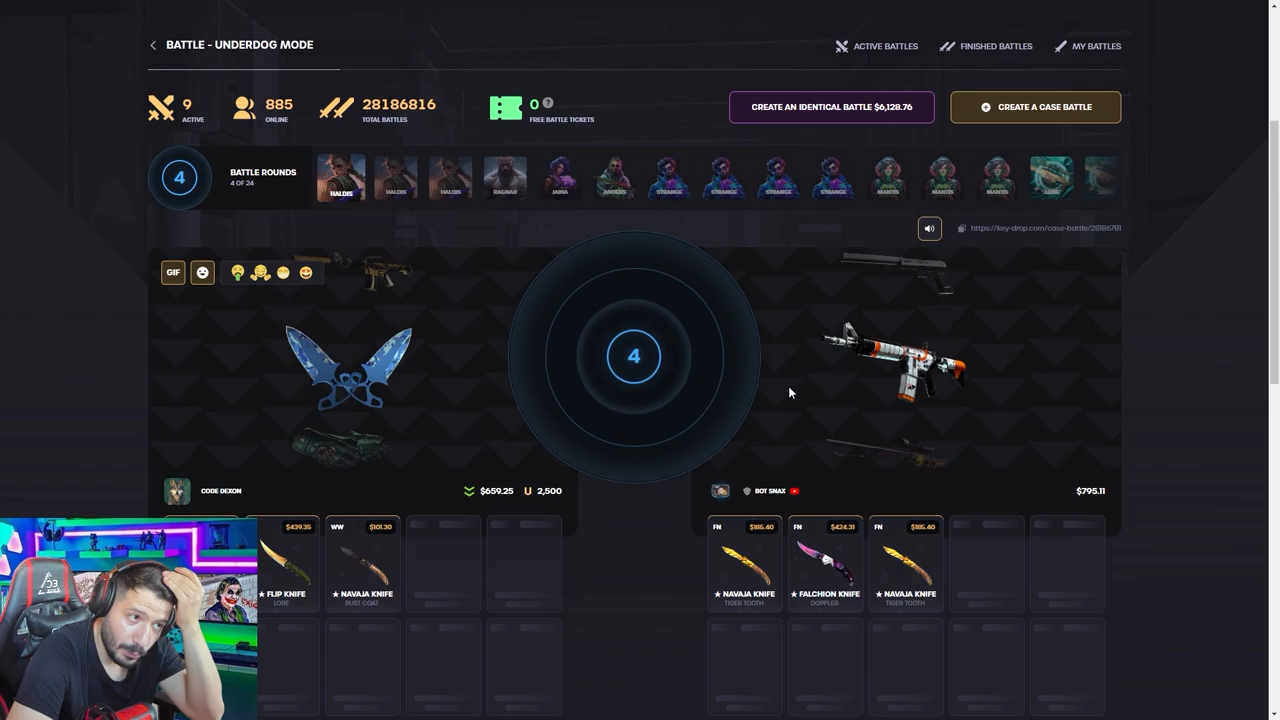 BATTLE - UNDERDOG MODE
ACTIVE BATTLES
FINISHED BATTLES
MY BATTLES
9
ACTIVE
885
ONLINE
28186816
TOTAL BATTLES
0 ?
FREE BATTLE TICKETS
CREATE AN IDENTICAL BATTLE $6,128.76
CREATE A CASE BATTLE
4
BATTLE ROUNDS
4 OF 24
HALDIS
HALDIS
HALDIS
RAGNAR
JAINA
STRANGE
STRANGE
STRANGE
STRANGE
MANTIS
MANTIS
MANTIS
https://key-drop.com/case-battle/28186781
GIF
4
CODE DEXON
$659.25
U 2,500
BOT SNAX
$795.11
$439.35
★ FLIP KNIFE
LORE
WW
$101.30
★ NAVAJA KNIFE
RUST COAT
FN
$185.40
★ NAVAJA KNIFE
TIGER TOOTH
FN
$424.31
★ FALCHION KNIFE
DOPPLER
FN
$185.40
★ NAVAJA KNIFE
TIGER TOOTH